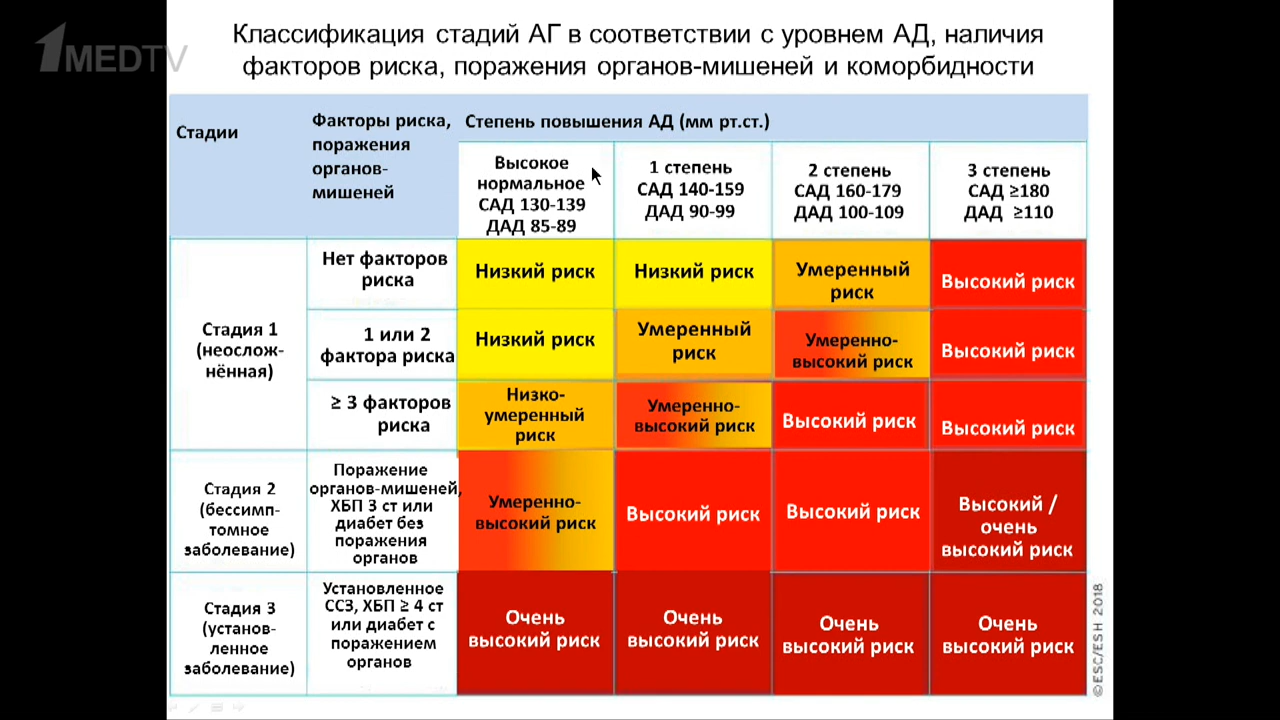 1MEDTV
Классификация стадий АГ в соответствии с уровнем АД, наличия
факторов риска, поражения органов-мишеней и коморбидности
Стадии
Факторы риска,
поражения
органов-
мишеней
Степень повышения АД (мм рт.ст.)
Высокое
нормальное
САД 130-139
ДАД 85-89
1 степень
САД 140-159
ДАД 90-99
2 степень
САД 160-179
ДАД 100-109
3 степень
САД ≥180
ДАД ≥110
Стадия 1
(неослож-
нённая)
Нет факторов
риска
Низкий риск
Низкий риск
Умеренный
риск
Высокий риск
1 или 2
фактора риска
Низкий риск
Умеренный
риск
Умеренно-
высокий риск
Высокий риск
≥ 3 факторов
риска
Низко-
умеренный
риск
Умеренно-
высокий риск
Высокий риск
Высокий риск
Стадия 2
(бессимп-
томное
заболевание)
Поражение
органов-мишеней,
ХБП 3 ст или
диабет без
поражения
органов
Умеренно-
высокий риск
Высокий риск
Высокий риск
Высокий /
очень
высокий риск
Стадия 3
(установ-
ленное
заболевание)
Установленное
ССЗ, ХБП ≥ 4 ст
или диабет с
поражением
органов
Очень
высокий риск
Очень
высокий риск
Очень
высокий риск
Очень
высокий риск
©ESC/ESH 2018